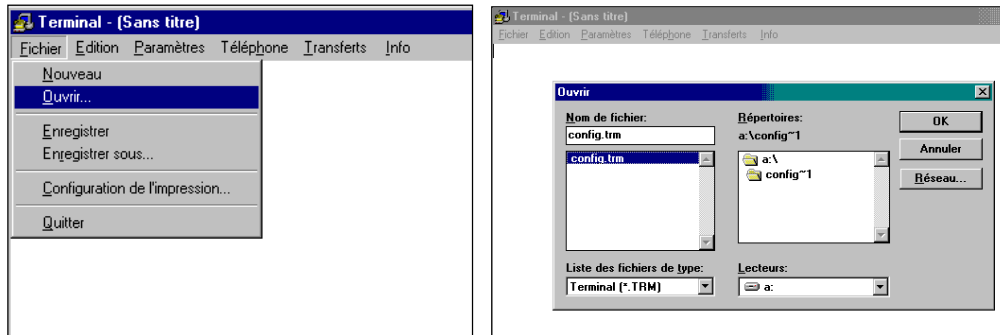 Terminal - (Sans titre)
Fichier Edition Paramètres Téléphone Transferts Info
Nouveau
Ouvrir...
Enregistrer
Enregistrer sous...
Configuration de l'impression...
Quitter
Terminal - (Sans titre)
Fichier Edition Paramètres Téléphone Transferts Info
Ouvrir
Nom de fichier:
config.trm
config.trm
Répertoires:
a:\config~1
a:\
config~1
OK
Annuler
Réseau...
Liste des fichiers de type:
Terminal (*.TRM)
Lecteurs:
a: